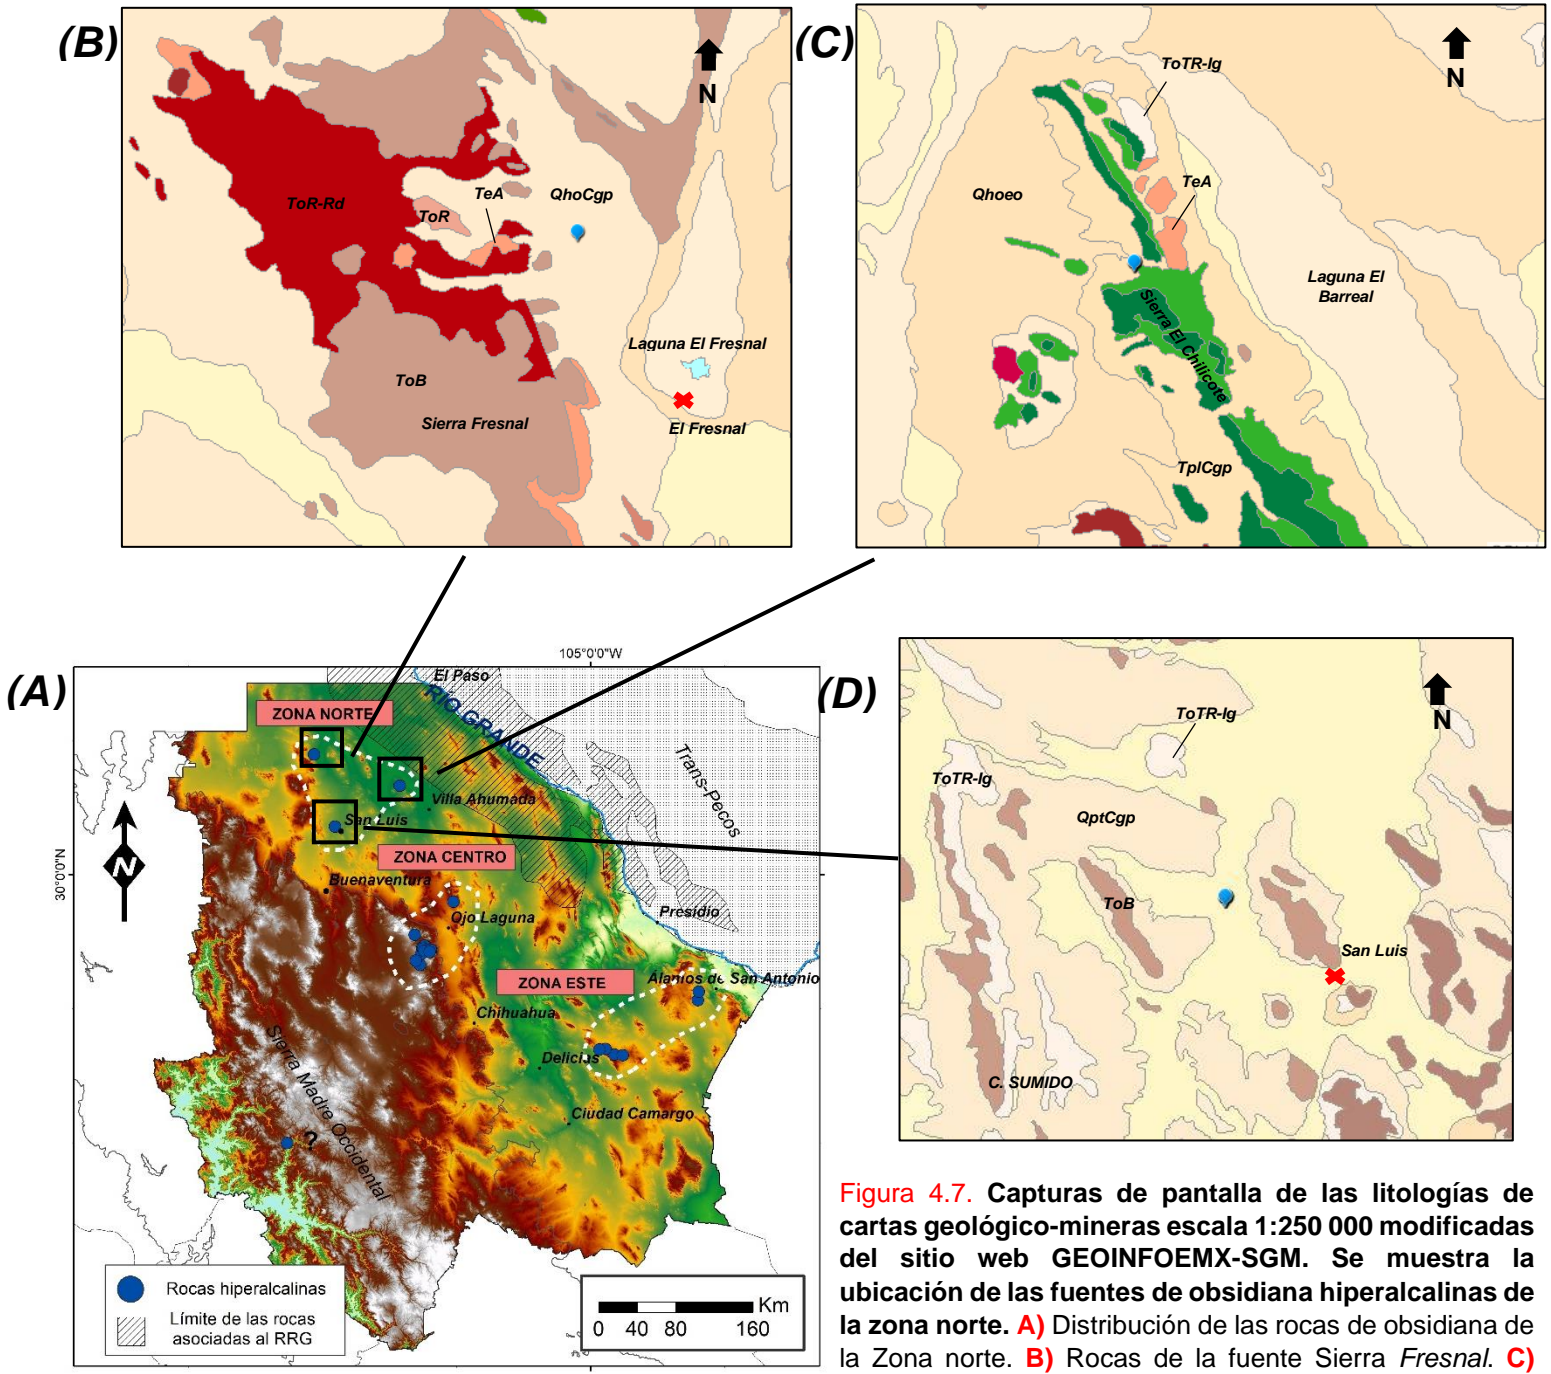 (B)
N
ToR-Rd
ToR
TeA
QhoCgp
Laguna El Fresnal
ToB
Sierra Fresnal
El Fresnal
(C)
N
ToTR-Ig
TeA
Qhoeo
Laguna El
Barreal
Sierra El Chilicote
TplCgp
(A)
105°0'0"W
30°0'0"N
N
El Paso
ZONA NORTE
RÍO GRANDE
Trans-Pecos
Villa Ahumada
San Luis
ZONA CENTRO
Buenaventura
Ojo Laguna
Presidio
ZONA ESTE
Álamos de San Antonio
Chihuahua
Delicias
Sierra Madre Occidental
?
Ciudad Camargo
Rocas hiperalcalinas
Límite de las rocas
asociadas al RRG
Km
0 40 80 160
(D)
N
ToTR-Ig
ToTR-Ig
QptCgp
ToB
San Luis
C. SUMIDO
Figura 4.7. Capturas de pantalla de las litologías de
cartas geológico-mineras escala 1:250 000 modificadas
del sitio web GEOINFOEMX-SGM. Se muestra la
ubicación de las fuentes de obsidiana hiperalcalinas de
la zona norte. A) Distribución de las rocas de obsidiana de
la Zona norte. B) Rocas de la fuente Sierra Fresnal. C)